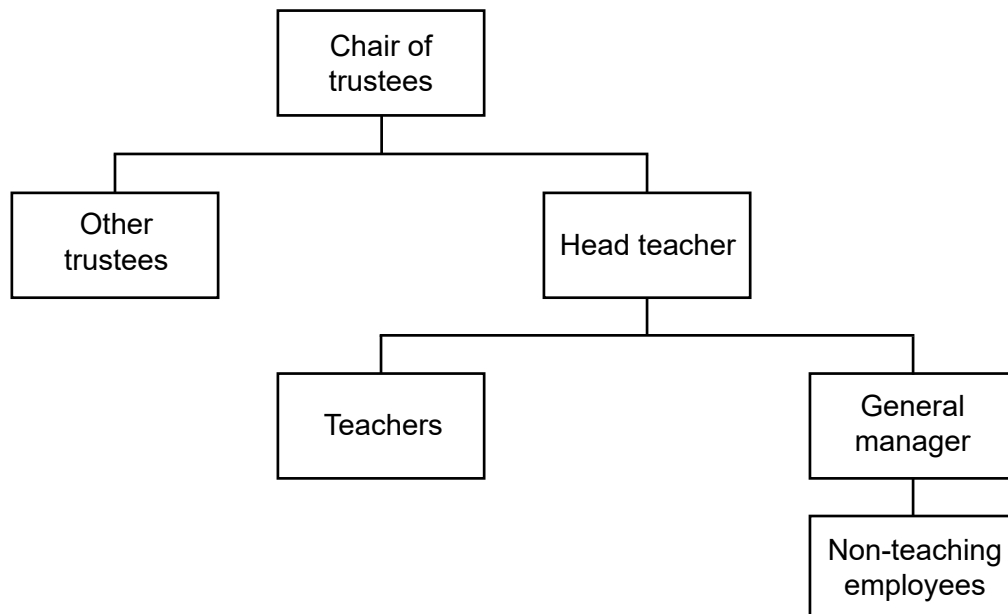 Chair of
trustees
Other
trustees
Head teacher
Teachers
General
manager
Non-teaching
employees